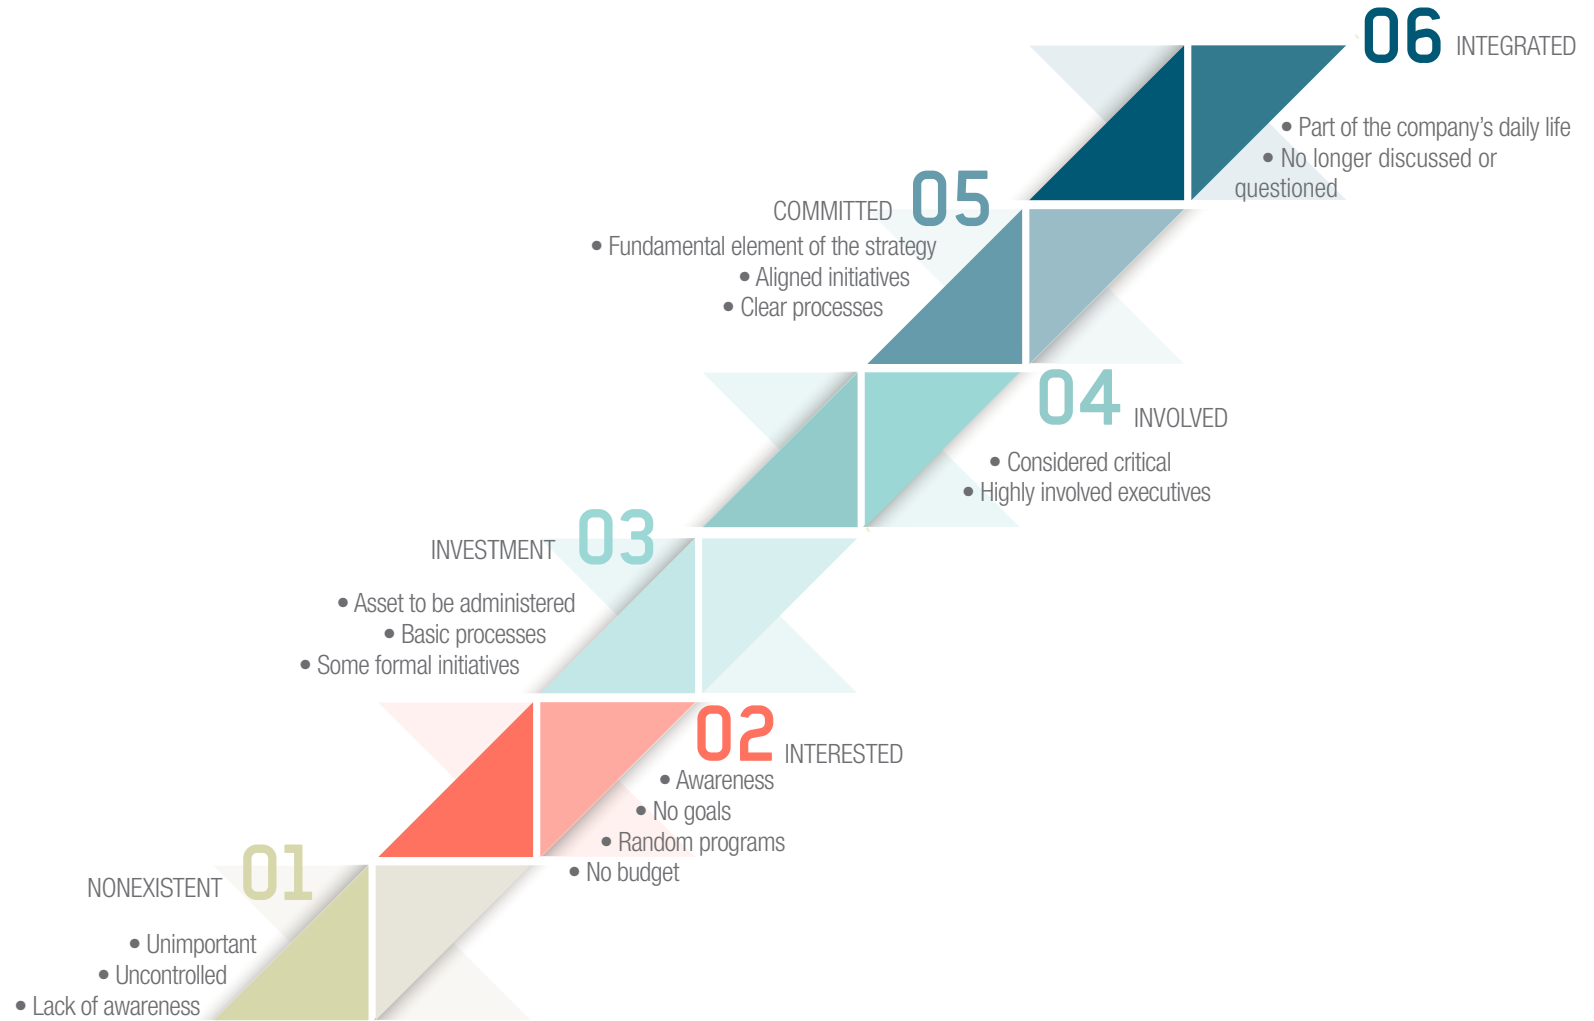 06 INTEGRATED
• Part of the company's daily life
• No longer discussed or
questioned
COMMITTED 05
• Fundamental element of the strategy
• Aligned initiatives
• Clear processes
04 INVOLVED
• Considered critical
• Highly involved executives
INVESTMENT 03
• Asset to be administered
• Basic processes
• Some formal initiatives
02 INTERESTED
• Awareness
• No goals
• Random programs
• No budget
NONEXISTENT 01
• Unimportant
• Uncontrolled
• Lack of awareness